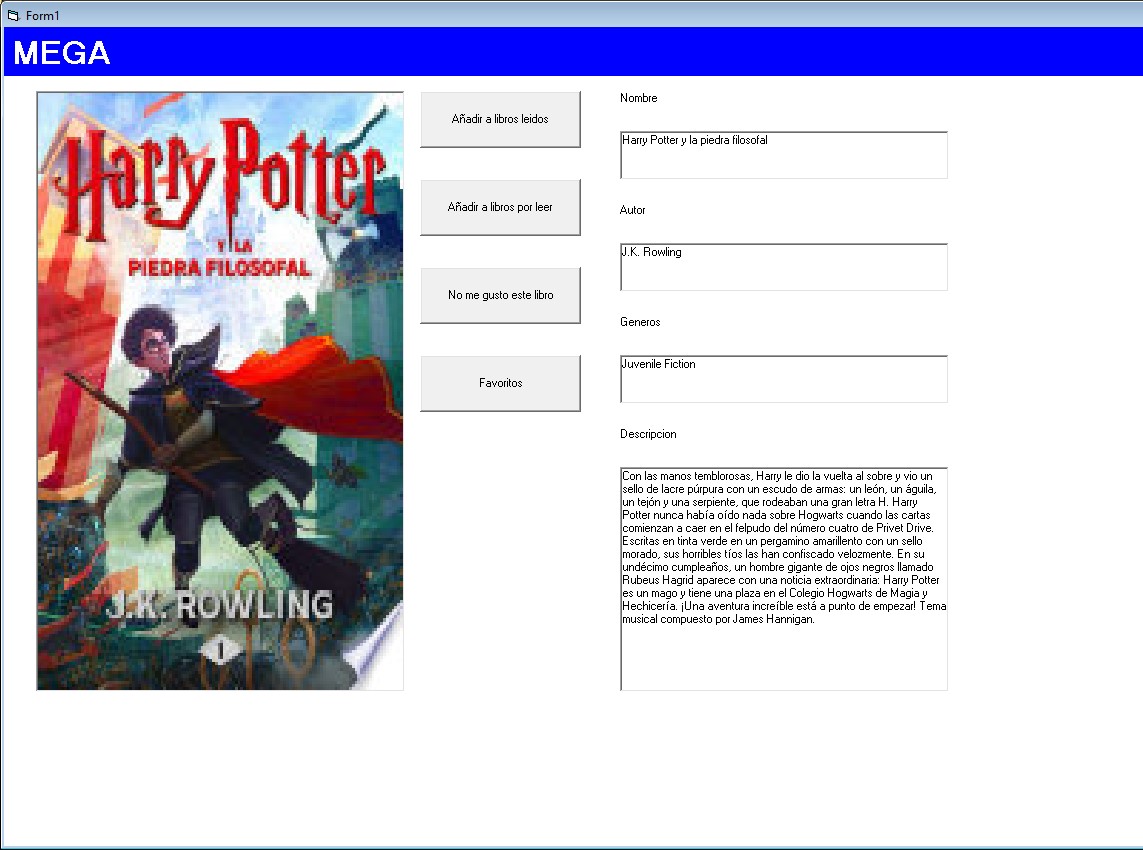 Form1
MEGA
Harry Potter
Y LA
PIEDRA FILOSOFAL
J.K. ROWLING
1
Añadir a libros leidos
Añadir a libros por leer
No me gusto este libro
Favoritos
Nombre
Harry Potter y la piedra filosofal
Autor
J.K. Rowling
Generos
Juvenile Fiction
Descripcion
Con las manos temblorosas, Harry le dio la vuelta al sobre y vio un
sello de lacre púrpura con un escudo de armas: un león, un águila,
un tejón y una serpiente, que rodeaban una gran letra H. Harry
Potter nunca había oído nada sobre Hogwarts cuando las cartas
comienzan a caer en el felpudo del número cuatro de Privet Drive.
Escritas en tinta verde en un pergamino amarillento con un sello
morado, sus horribles tíos las han confiscado velozmente. En su
undécimo cumpleaños, un hombre gigante de ojos negros llamado
Rubeus Hagrid aparece con una noticia extraordinaria: Harry Potter
es un mago y tiene una plaza en el Colegio Hogwarts de Magia y
Hechicería. ¡Una aventura increíble está a punto de empezar! Tema
musical compuesto por James Hannigan.